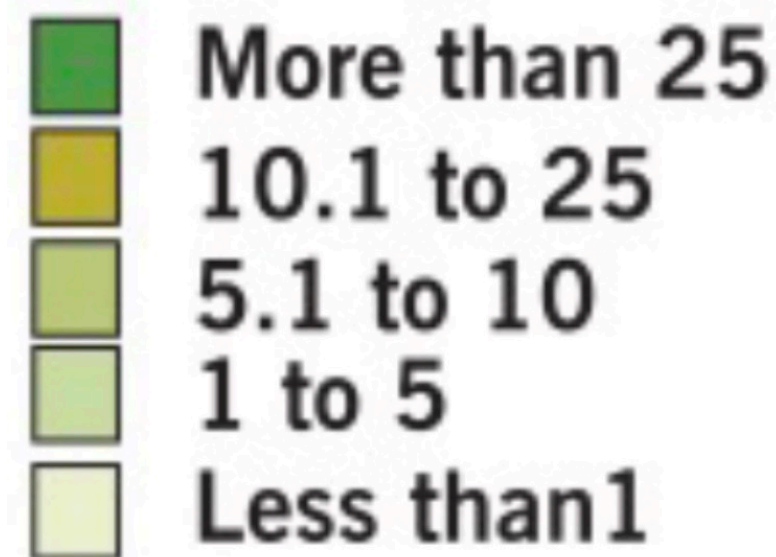 More than 25
10.1 to 25
5.1 to 10
1 to 5
Less than1